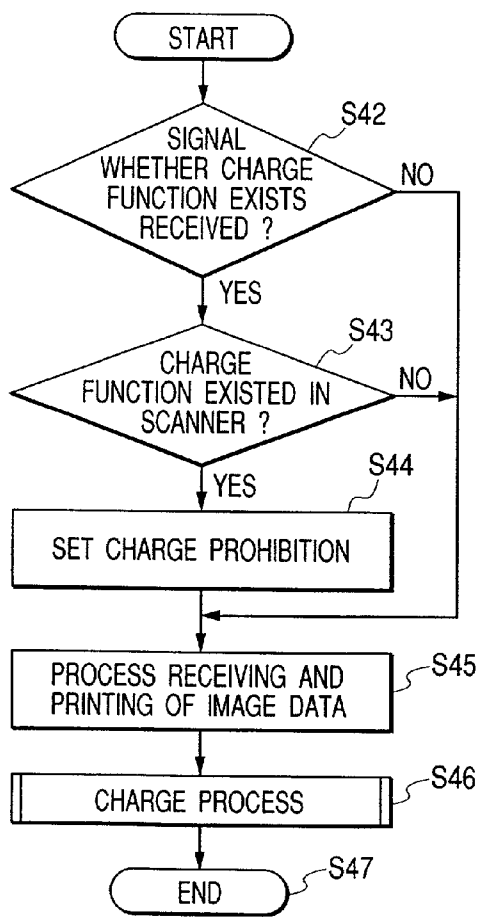 START
S42
SIGNAL
WHETHER CHARGE
FUNCTION EXISTS
RECEIVED ?
NO
YES
S43
CHARGE
FUNCTION EXISTED IN
SCANNER ?
NO
YES
S44
SET CHARGE PROHIBITION
S45
PROCESS RECEIVING AND
PRINTING OF IMAGE DATA
S46
CHARGE PROCESS
S47
END